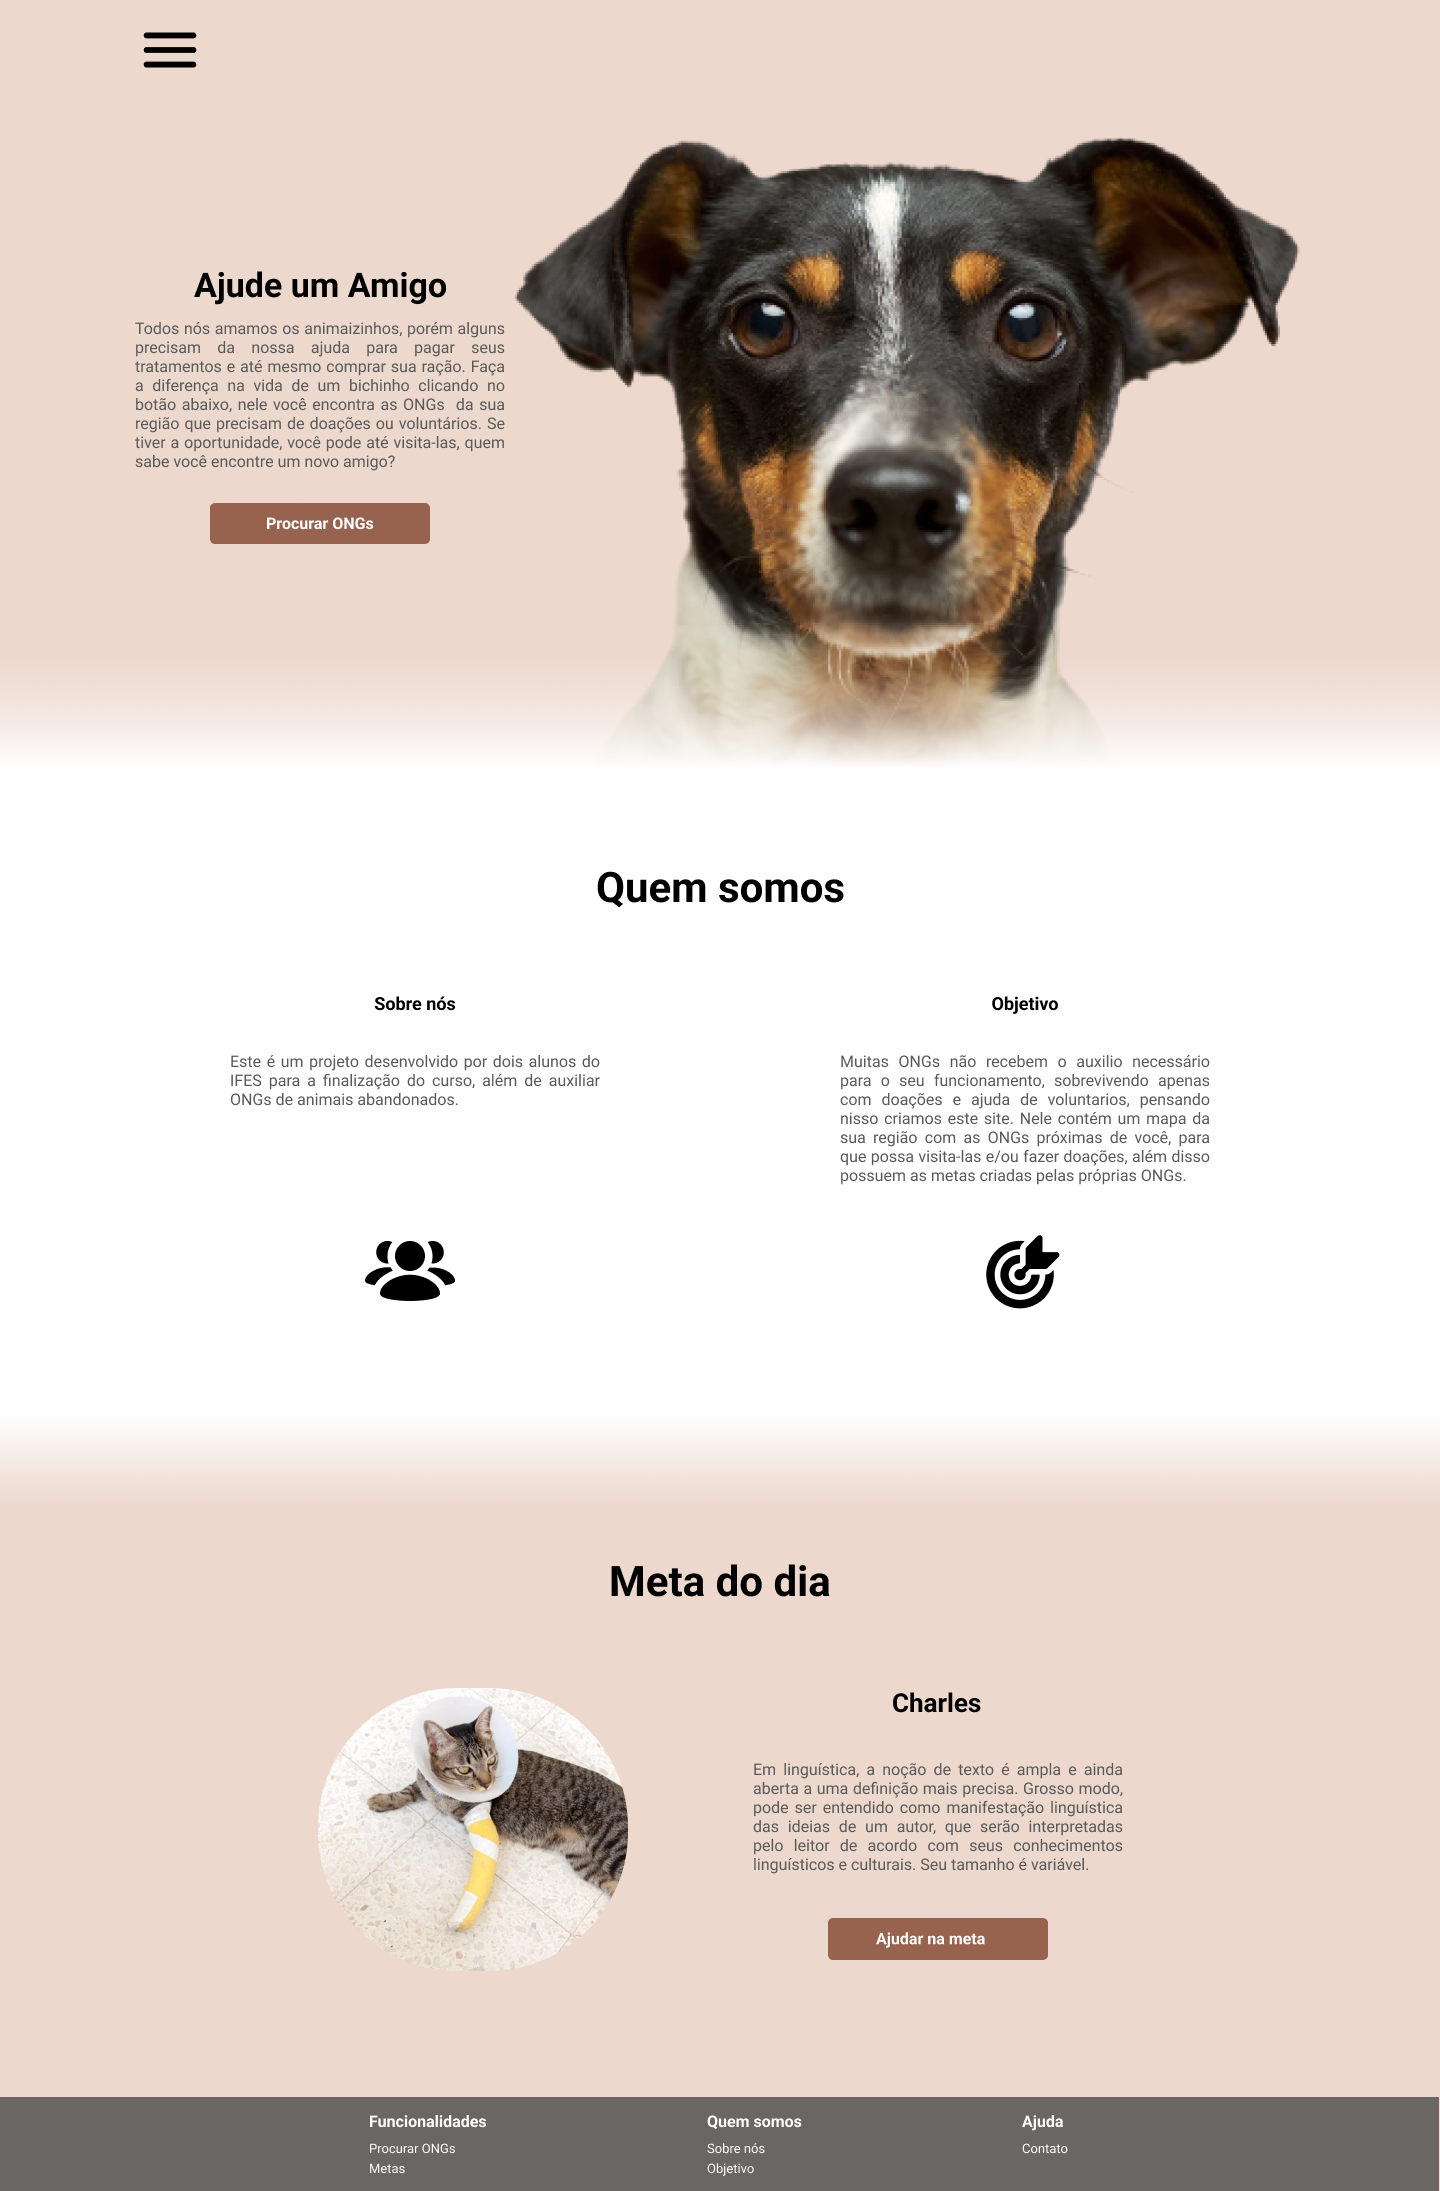 Ajude um Amigo
Todos nós amamos os animaizinhos, porém alguns
precisam da nossa ajuda para pagar seus
tratamentos e até mesmo comprar sua ração. Faça
a diferença na vida de um bichinho clicando no
botão abaixo, nele você encontra as ONGs  da sua
região que precisam de doações ou voluntários. Se
tiver a oportunidade, você pode até visita-las, quem
sabe você encontre um novo amigo?
Procurar ONGs
Quem somos
Sobre nós
Este é um projeto desenvolvido por dois alunos do
IFES para a finalização do curso, além de auxiliar
ONGs de animais abandonados.
Objetivo
Muitas ONGs não recebem o auxilio necessário
para o seu funcionamento, sobrevivendo apenas
com doações e ajuda de voluntarios, pensando
nisso criamos este site. Nele contém um mapa da
sua região com as ONGs próximas de você, para
que possa visita-las e/ou fazer doações, além disso
possuem as metas criadas pelas próprias ONGs.
Meta do dia
Charles
Em linguística, a noção de texto é ampla e ainda
aberta a uma definição mais precisa. Grosso modo,
pode ser entendido como manifestação linguística
das ideias de um autor, que serão interpretadas
pelo leitor de acordo com seus conhecimentos
linguísticos e culturais. Seu tamanho é variável.
Ajudar na meta
Funcionalidades
Procurar ONGs
Metas
Quem somos
Sobre nós
Objetivo
Ajuda
Contato